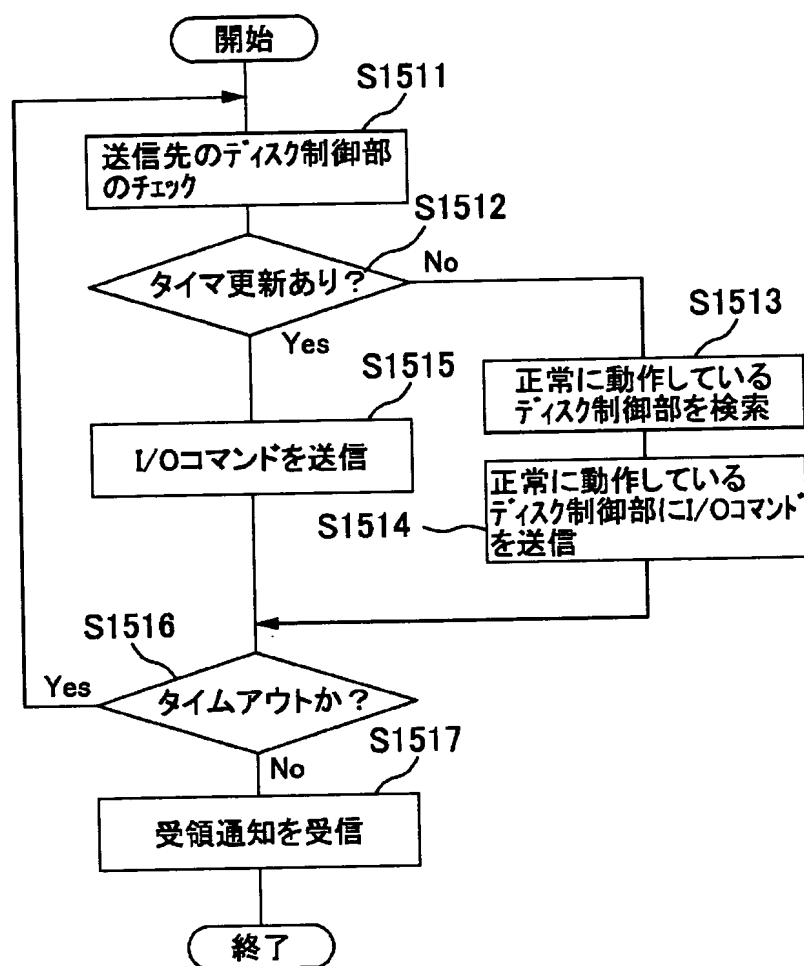 開始
S1511
送信先のディスク制御部
のチェック
S1512
タイマ更新あり？
No
Yes
S1513
正常に動作している
ディスク制御部を検索
S1515
I/Oコマンドを送信
正常に動作している
ディスク制御部にI/Oコマンド
を送信
S1514
S1516
Yes
タイムアウトか？
No
S1517
受領通知を受信
終了